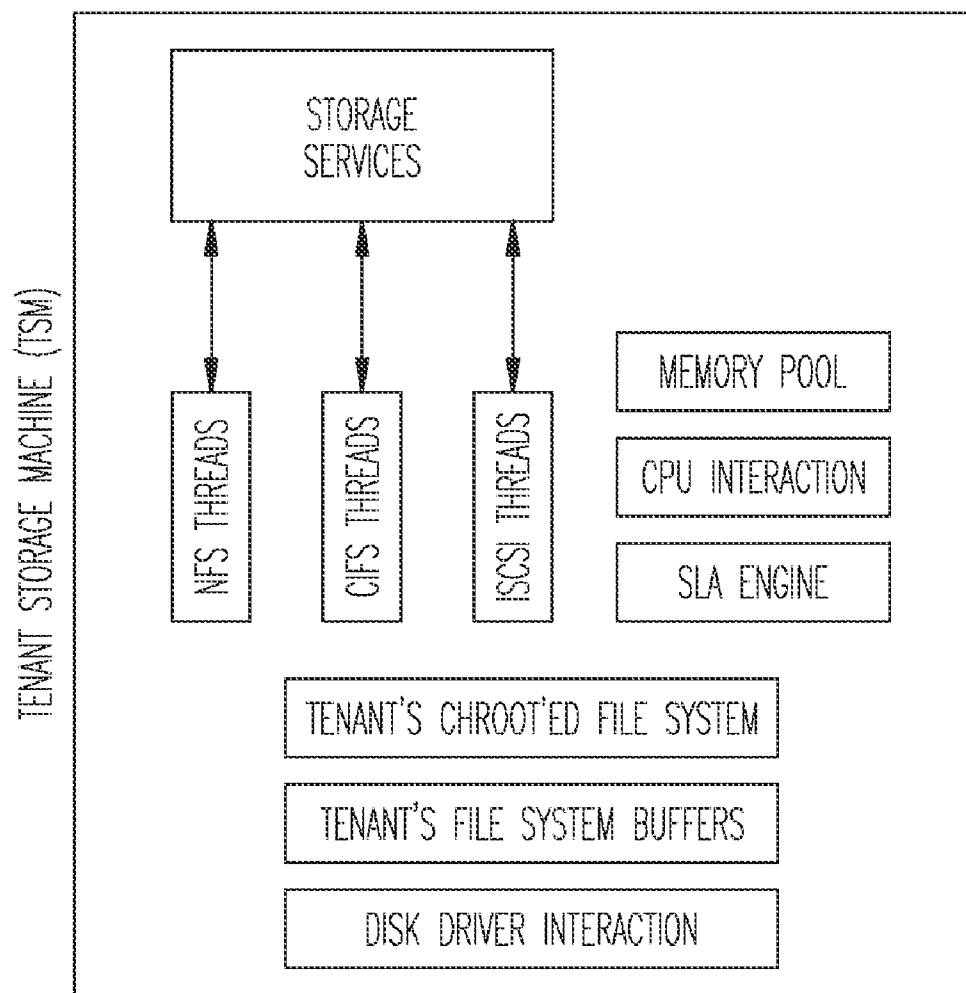 TENANT STORAGE MACHINE (TSM)
STORAGE
SERVICES
NFS THREADS
CIFS THREADS
ISCSI THREADS
MEMORY POOL
CPU INTERACTION
SLA ENGINE
TENANT'S CHROOT'ED FILE SYSTEM
TENANT'S FILE SYSTEM BUFFERS
DISK DRIVER INTERACTION